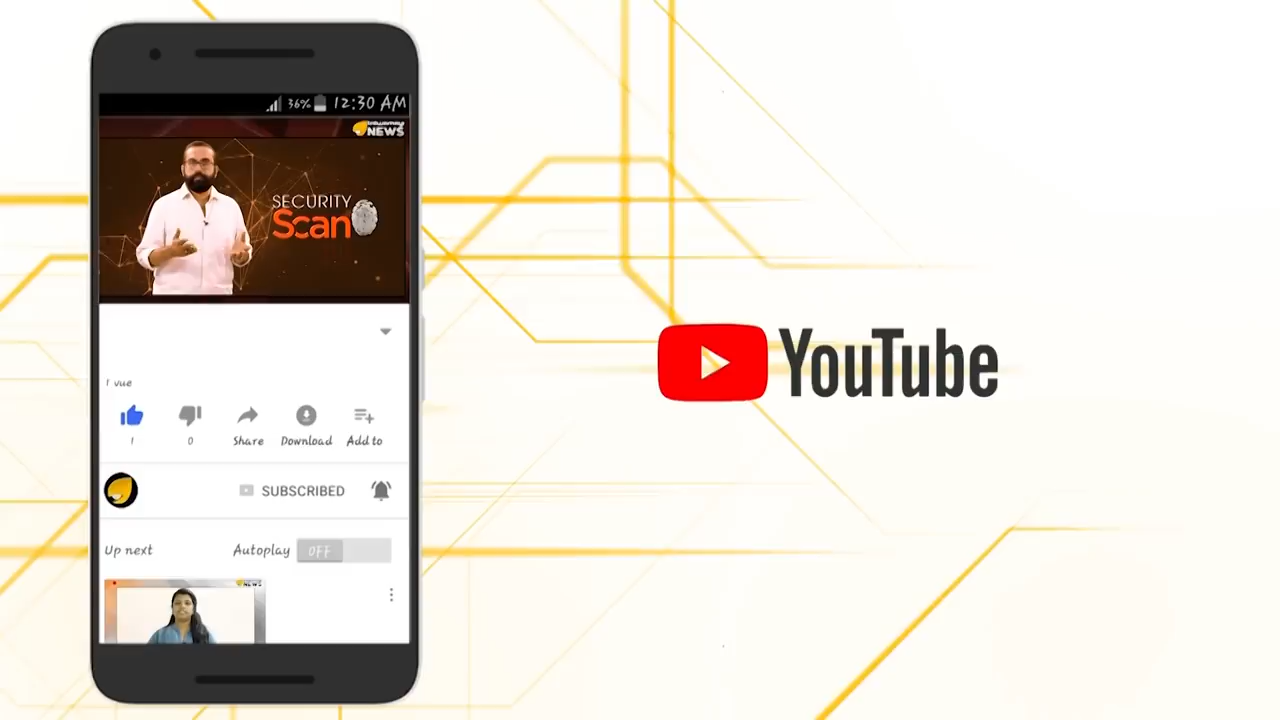 36% 12:30 AM
NEWS
SECURITY
Scan
1 vue
1 0 Share Download Add to
SUBSCRIBED
Up next Autoplay OFF
NEWS
YouTube